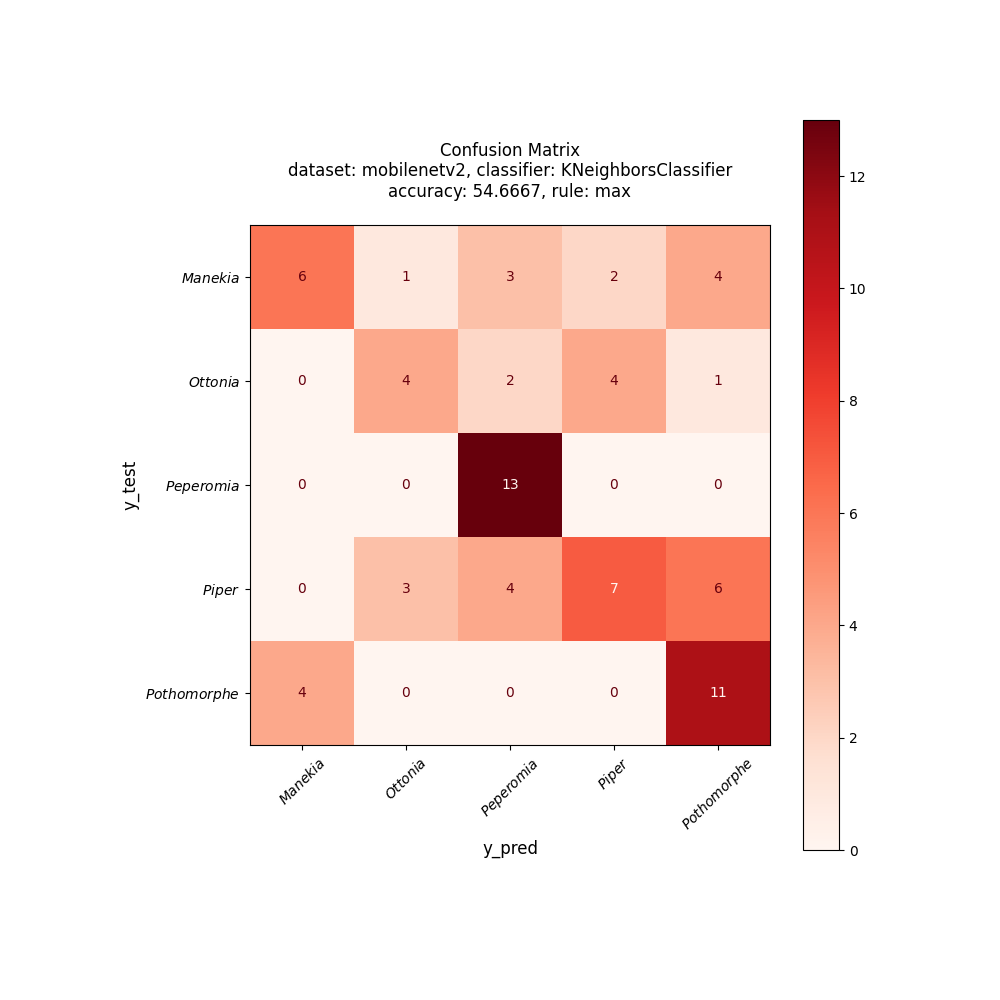 Confusion Matrix
dataset: mobilenetv2, classifier: KNeighborsClassifier
accuracy: 54.6667, rule: max
y_test
Manekia 6 1 3 2 4
Ottonia 0 4 2 4 1
Peperomia 0 0 13 0 0
Piper 0 3 4 7 6
Pothomorphe 4 0 0 0 11
Manekia Ottonia Peperomia Piper Pothomorphe
y_pred
12
10
8
6
4
2
0